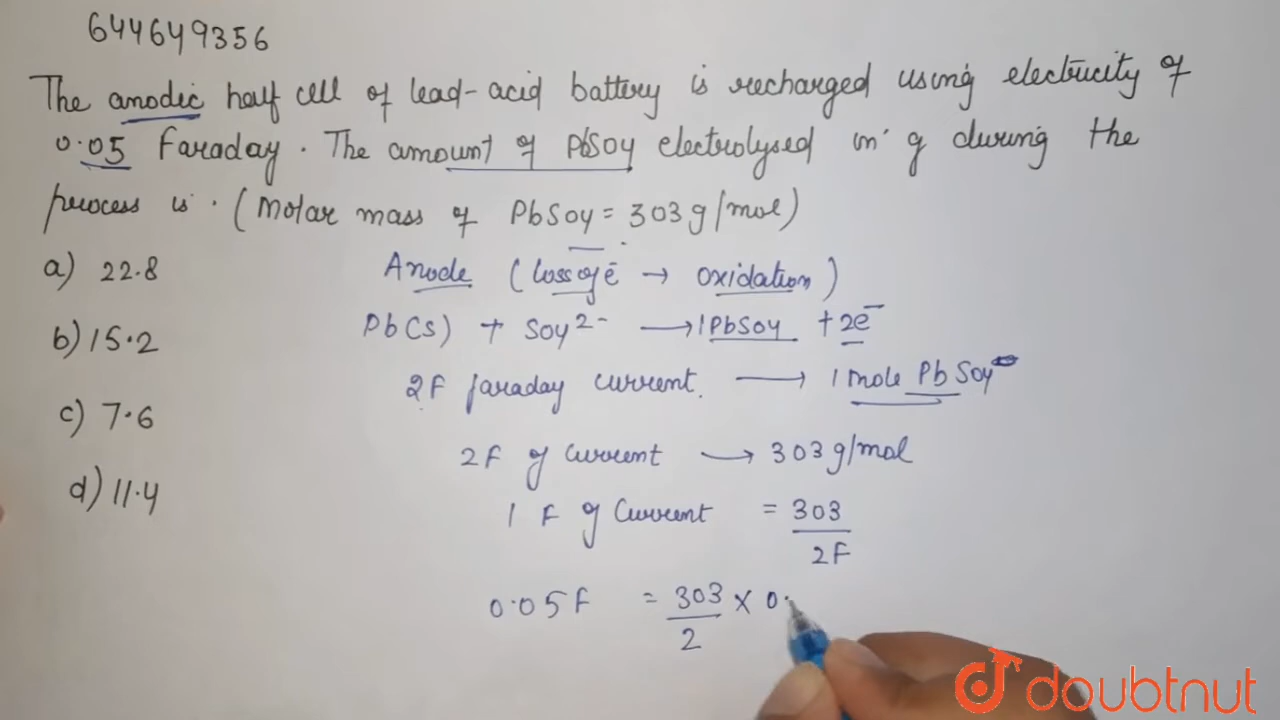 644649356
The anodic half cell of lead-acid battery is recharged using electricity of
0.05 Faraday. The amount of PbSO4 electrolysed in g during the
process is. (Molar mass of PbSO4 = 303 g/mol)
a) 22.8
Anode (loss of ē → oxidation)
Pb(s) + SO4²⁻ → 1PbSO4 + 2e⁻
b) 15.2
2F faraday current. → 1 mole PbSO4
c) 7.6
2F of current → 303 g/mol
d) 11.4
1 F of Current = 303
2F
0.05 F = 303 × 0.
2
doubtnut